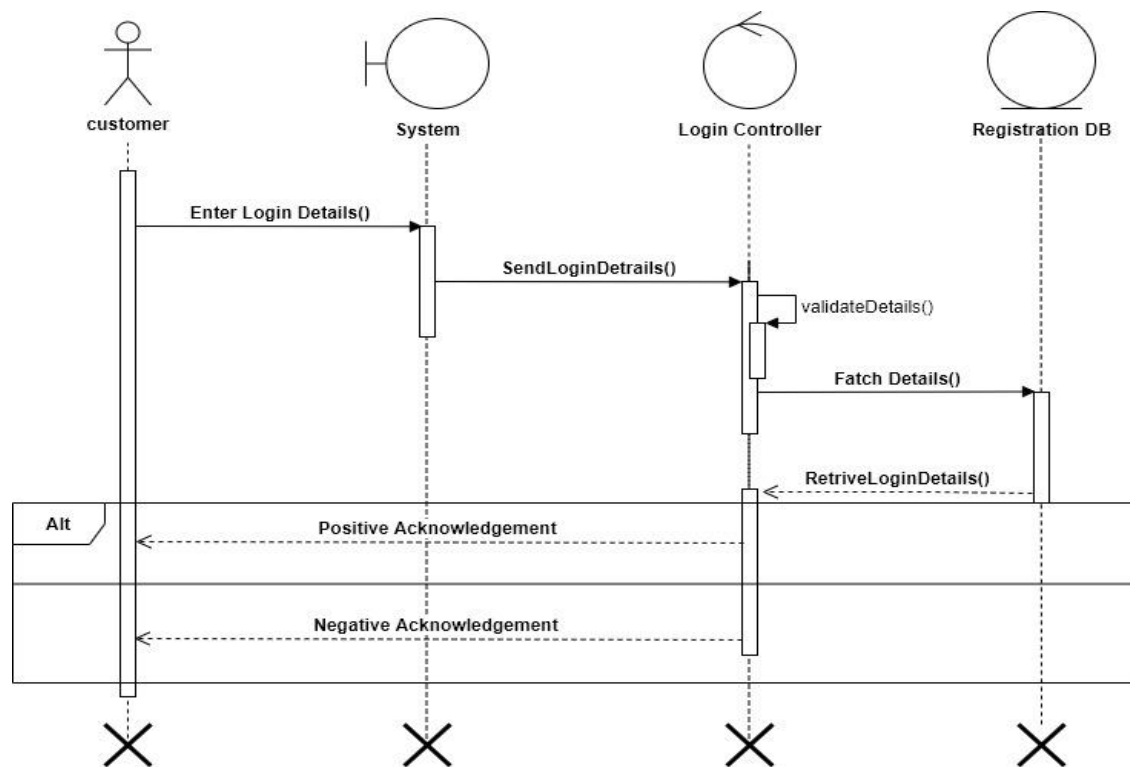 customer
System
Login Controller
Registration DB
Enter Login Details()
SendLoginDetrails()
validateDetails()
Fatch Details()
RetriveLoginDetails()
Alt
Positive Acknowledgement
Negative Acknowledgement